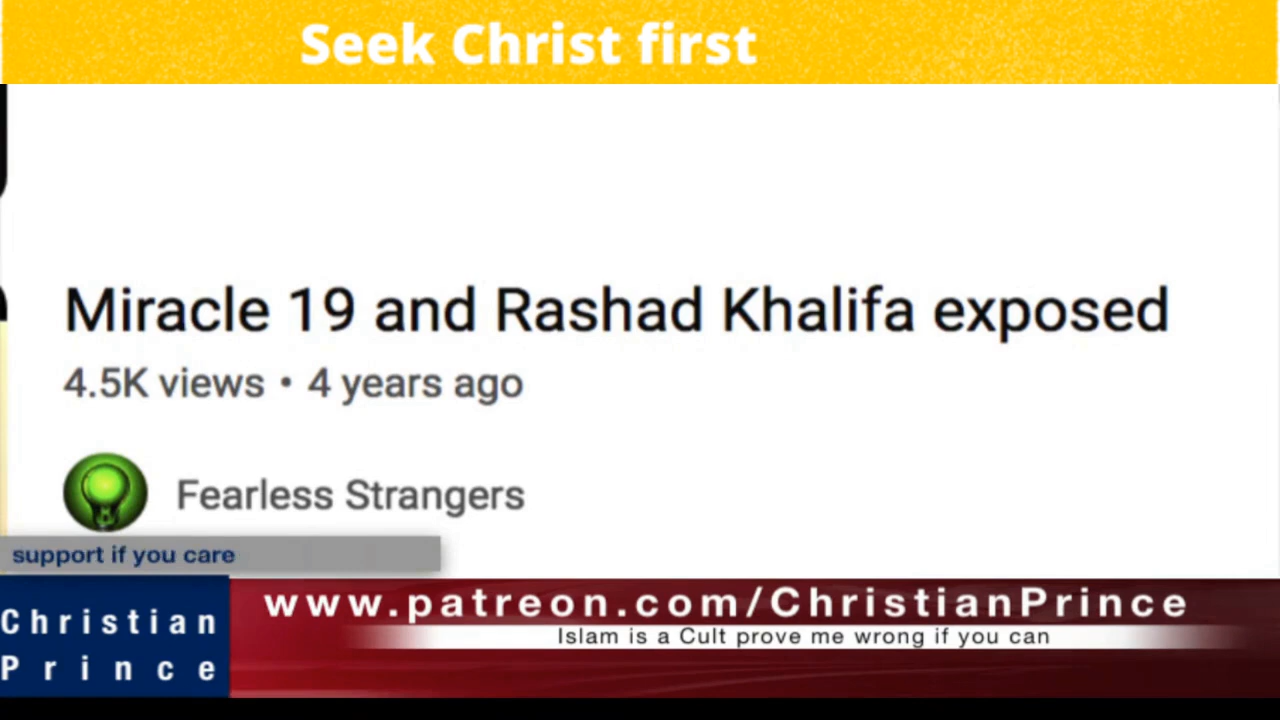 Seek Christ first
Miracle 19 and Rashad Khalifa exposed
4.5K views • 4 years ago
Fearless Strangers
support if you care
Christian
Prince
www.patreon.com/ChristianPrince
Islam is a Cult prove me wrong if you can